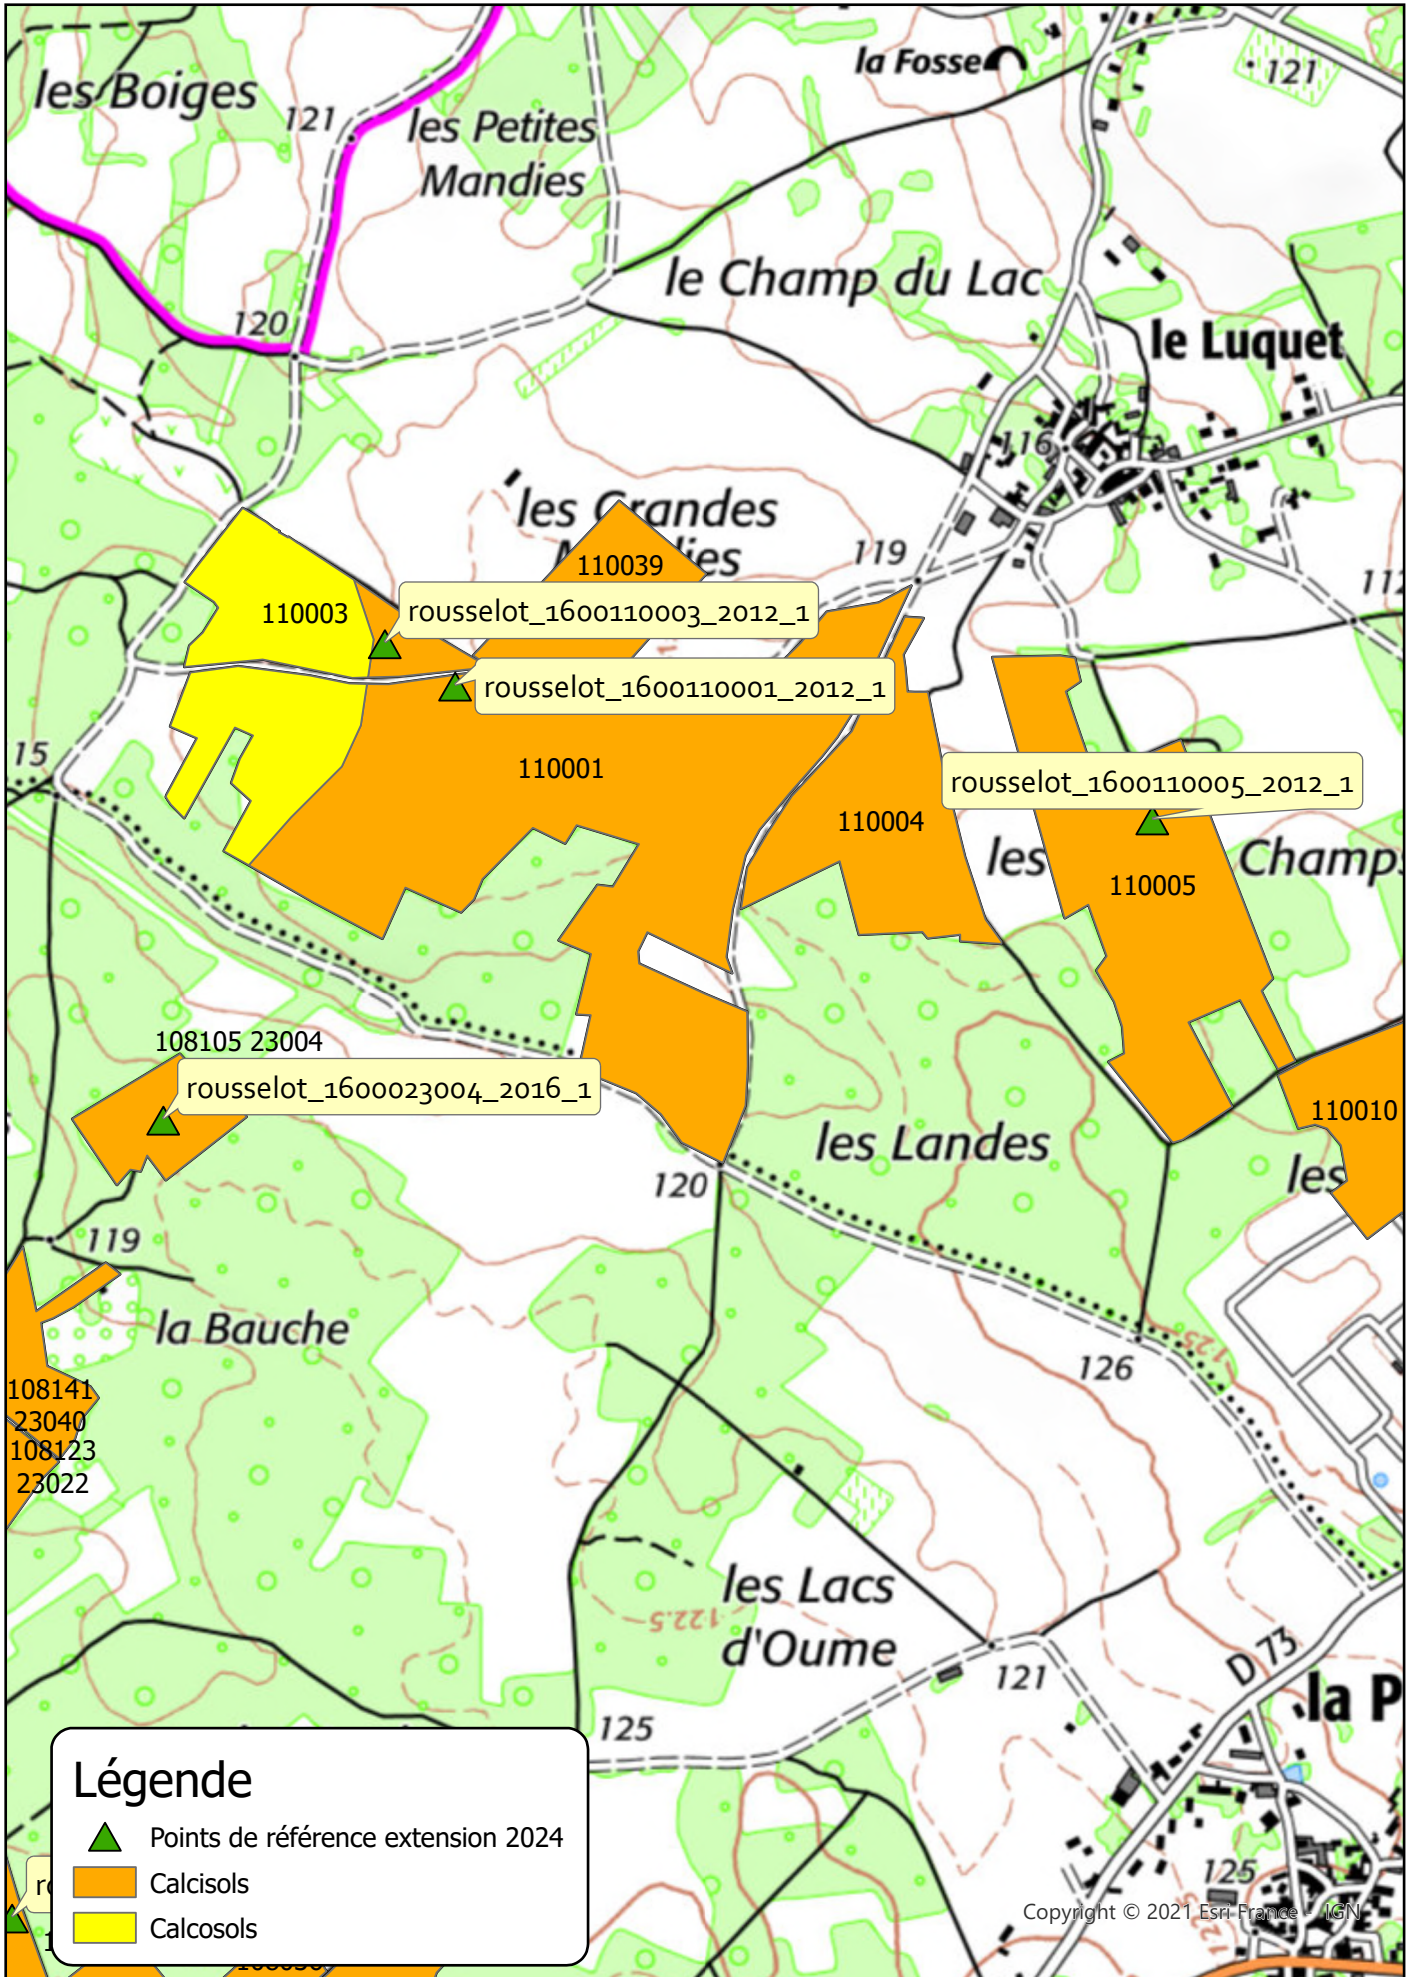 la Fosse
121
les Boiges
121
les Petites
Mandies
le Champ du Lac
120
le Luquet
116
les Grandes
119
110039
112
110003
rousselot_1600110003_2012_1
rousselot_1600110001_2012_1
15
110001
rousselot_1600110005_2012_1
110004
les
Champs
110005
108105 23004
rousselot_1600023004_2016_1
110010
les Landes
les
120
119
la Bauche
125
126
108141
23040
108123
23022
les Lacs
d'Oume
122.5
D 73
121
la P
125
Légende
Points de référence extension 2024
Calcisols
Calcosols
125
Copyright © 2021 Esri France - IGN